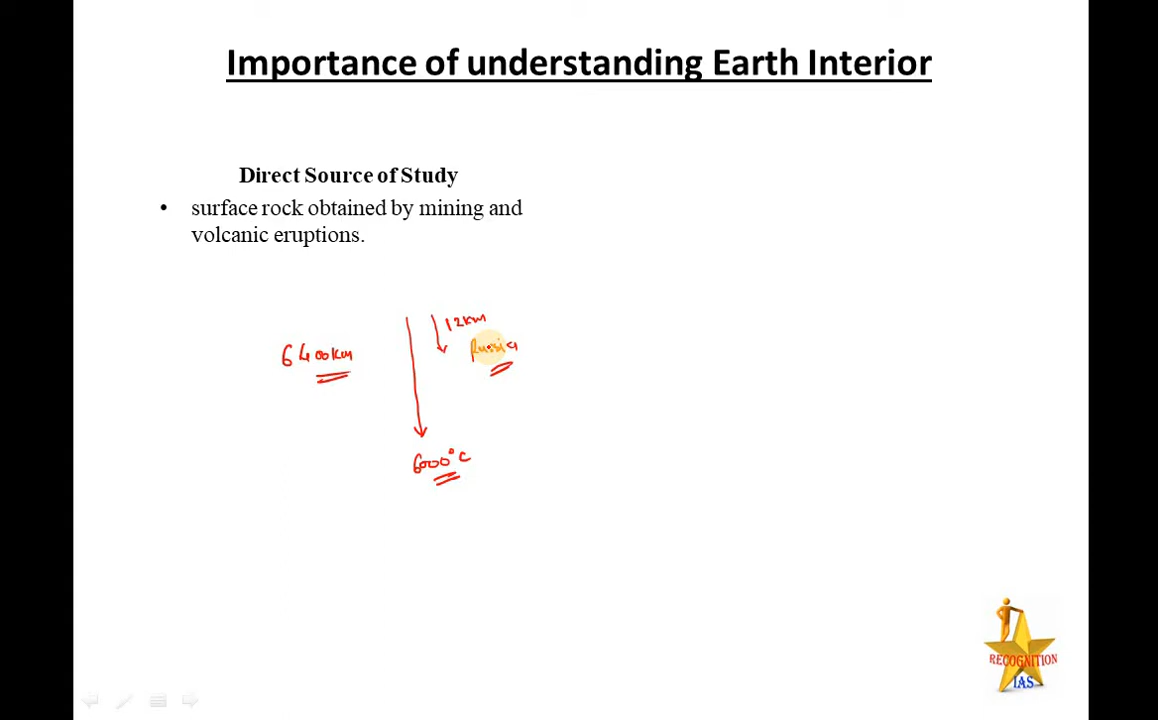 Importance of understanding Earth Interior
Direct Source of Study
• surface rock obtained by mining and
volcanic eruptions.
12km
6400km
Russia
6000°C
RECOGNITION
IAS